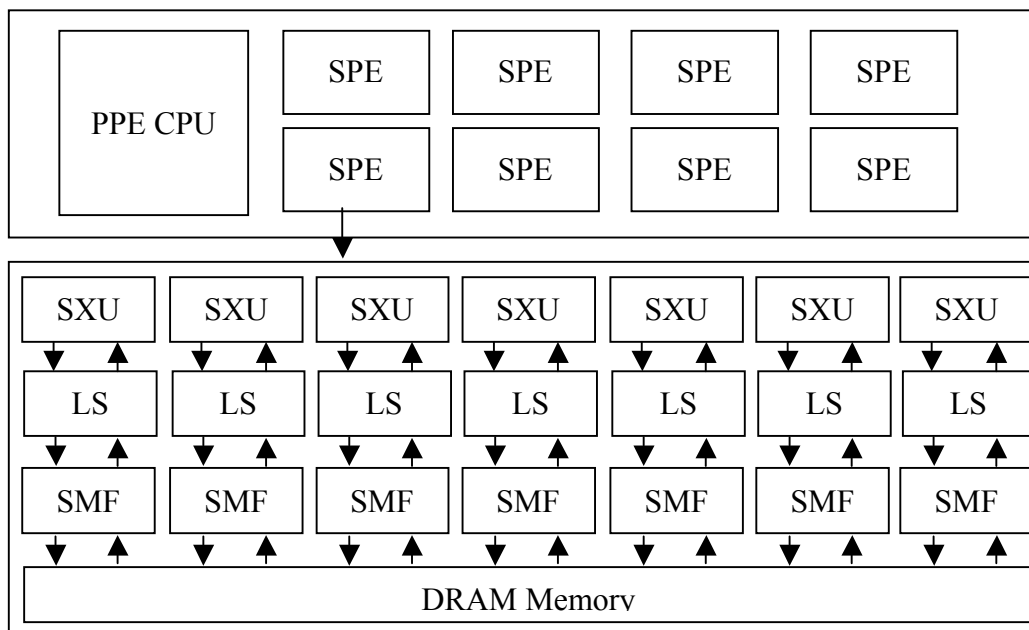 SPE SPE SPE SPE
PPE CPU
SPE SPE SPE SPE
SXU SXU SXU SXU SXU SXU SXU
LS LS LS LS LS LS LS
SMF SMF SMF SMF SMF SMF SMF
DRAM Memory